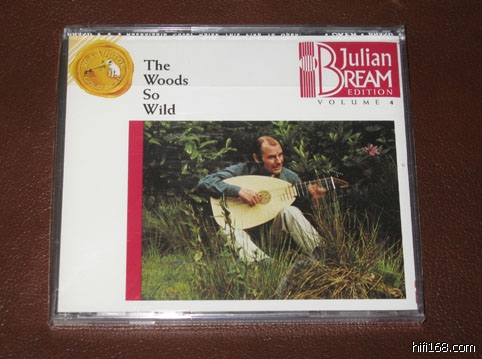 The
Woods
So
Wild
Julian
BREAM
EDITION
VOLUME 4
hifi168.com